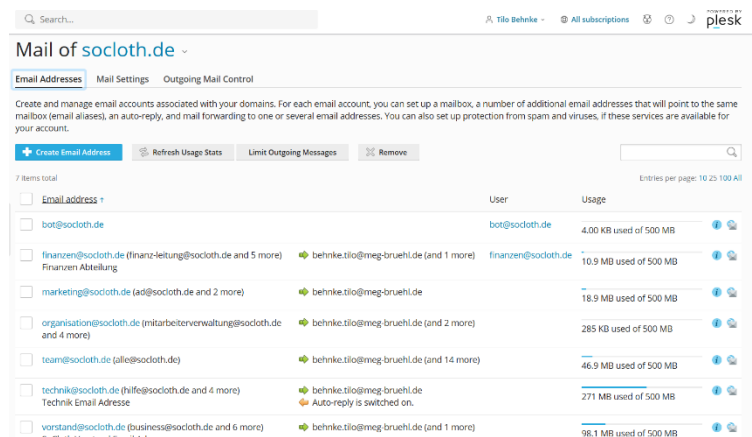 Search...
Tilo Behnke
All subscriptions
POWERED BY
plesk
Mail of socloth.de
Email Addresses Mail Settings Outgoing Mail Control
Create and manage email accounts associated with your domains. For each email account, you can set up a mailbox, a number of additional email addresses that will point to the same
mailbox (email aliases), an auto-reply, and mail forwarding to one or several email addresses. You can also set up protection from spam and viruses, if these services are available for
your account.
Create Email Address Refresh Usage Stats Limit Outgoing Messages Remove
7 items total Entries per page: 10 25 100 All
Email address ↑ User Usage
bot@socloth.de bot@socloth.de 4.00 KB used of 500 MB
finanzen@socloth.de (finanz-leitung@socloth.de and 5 more) behnke.tilo@meg-bruehl.de (and 1 more) finanzen@socloth.de 10.9 MB used of 500 MB
Finanzen Abteilung
marketing@socloth.de (ad@socloth.de and 2 more) behnke.tilo@meg-bruehl.de 18.9 MB used of 500 MB
organisation@socloth.de (mitarbeiterverwaltung@socloth.de behnke.tilo@meg-bruehl.de (and 2 more) 285 KB used of 500 MB
and 4 more)
team@socloth.de (alle@socloth.de) behnke.tilo@meg-bruehl.de (and 14 more) 46.9 MB used of 500 MB
technik@socloth.de (hilfe@socloth.de and 4 more) behnke.tilo@meg-bruehl.de 271 MB used of 500 MB
Technik Email Adresse Auto-reply is switched on.
vorstand@socloth.de (business@socloth.de and 6 more) behnke.tilo@meg-bruehl.de (and 1 more) 98.1 MB used of 500 MB